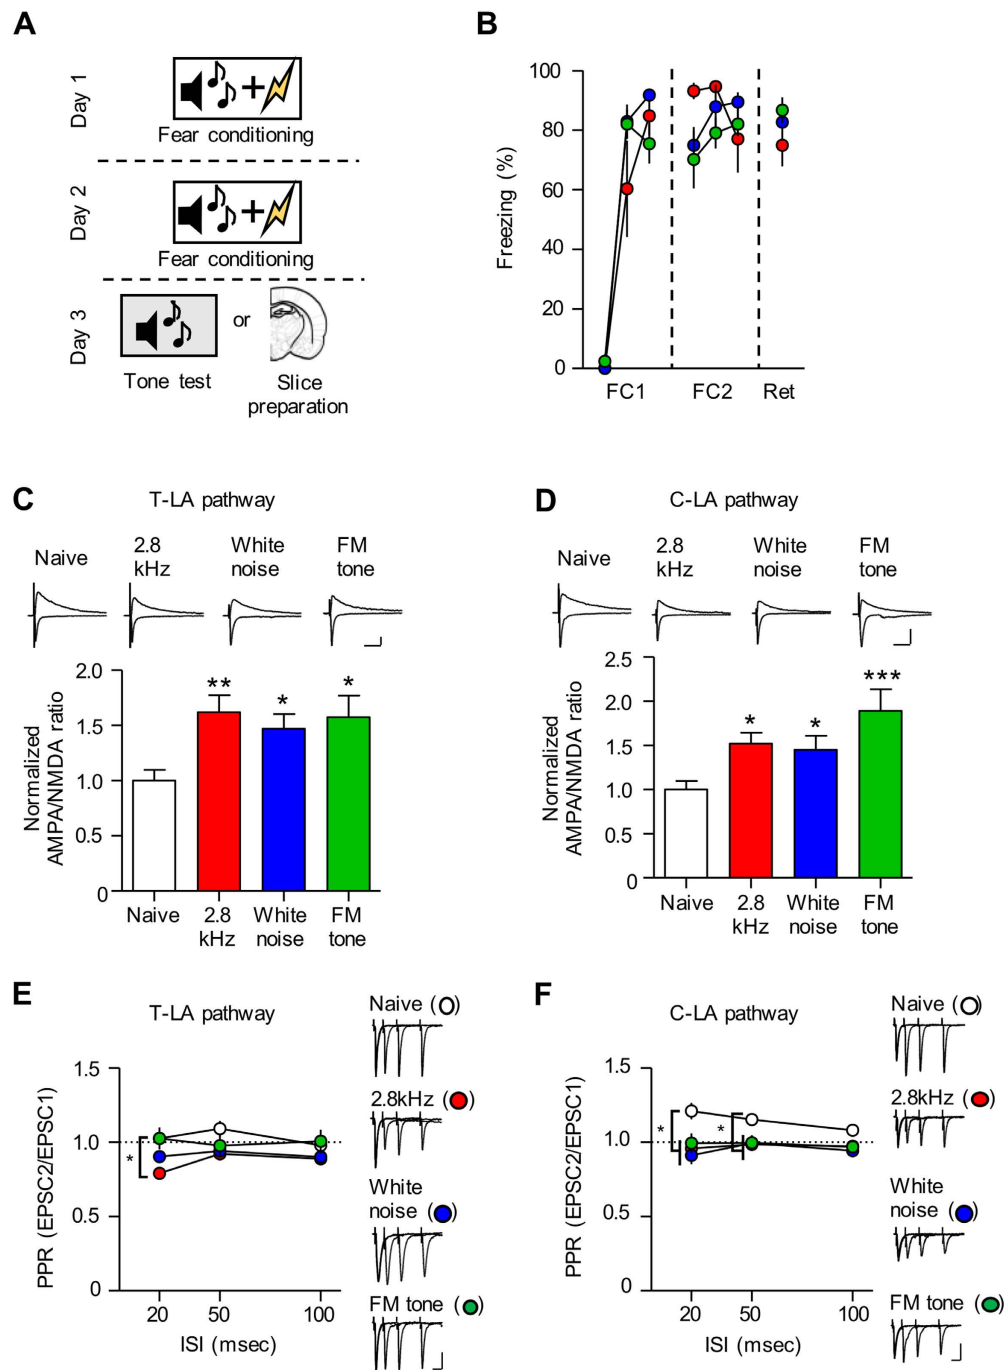 A
Day 1
+
Fear conditioning
Day 2
+
Fear conditioning
Day 3
or
Tone test
Slice
preparation
B
Freezing (%)
100
80
60
40
20
0
FC1 FC2 Ret
C
T-LA pathway
Naive 2.8 kHz White noise FM tone
Normalized
AMPA/NMDA ratio
2.0
1.5
1.0
0.5
0
** * *
Naive 2.8 kHz White noise FM tone
D
C-LA pathway
Naive 2.8 kHz White noise FM tone
Normalized
AMPA/NMDA ratio
2.5
2.0
1.5
1.0
0.5
0
* * ***
Naive 2.8 kHz White noise FM tone
E
T-LA pathway
PPR (EPSC2/EPSC1)
1.5
1.0
0.5
0
*
20 50 100
ISI (msec)
Naive ( )
2.8kHz ( )
White
noise ( )
FM tone ( )
F
C-LA pathway
PPR (EPSC2/EPSC1)
1.5
1.0
0.5
0
* *
20 50 100
ISI (msec)
Naive ( )
2.8kHz ( )
White
noise ( )
FM tone ( )